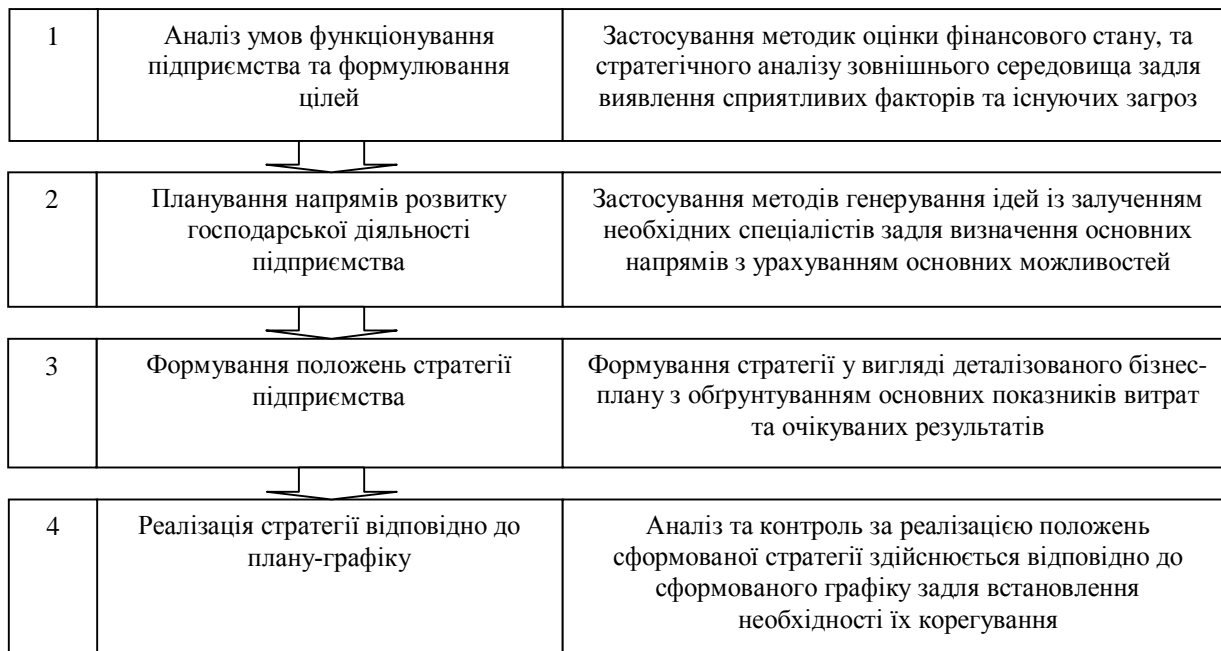 1
Аналіз умов функціонування
підприємства та формулювання
цілей
Застосування методик оцінки фінансового стану, та
стратегічного аналізу зовнішнього середовища задля
виявлення сприятливих факторів та існуючих загроз
2
Планування напрямів розвитку
господарської діяльності
підприємства
Застосування методів генерування ідей із залученням
необхідних спеціалістів задля визначення основних
напрямів з урахуванням основних можливостей
3
Формування положень стратегії
підприємства
Формування стратегії у вигляді деталізованого бізнес-
плану з обґрунтуванням основних показників витрат
та очікуваних результатів
4
Реалізація стратегії відповідно до
плану-графіку
Аналіз та контроль за реалізацією положень
сформованої стратегії здійснюється відповідно до
сформованого графіку задля встановлення
необхідності їх корегування